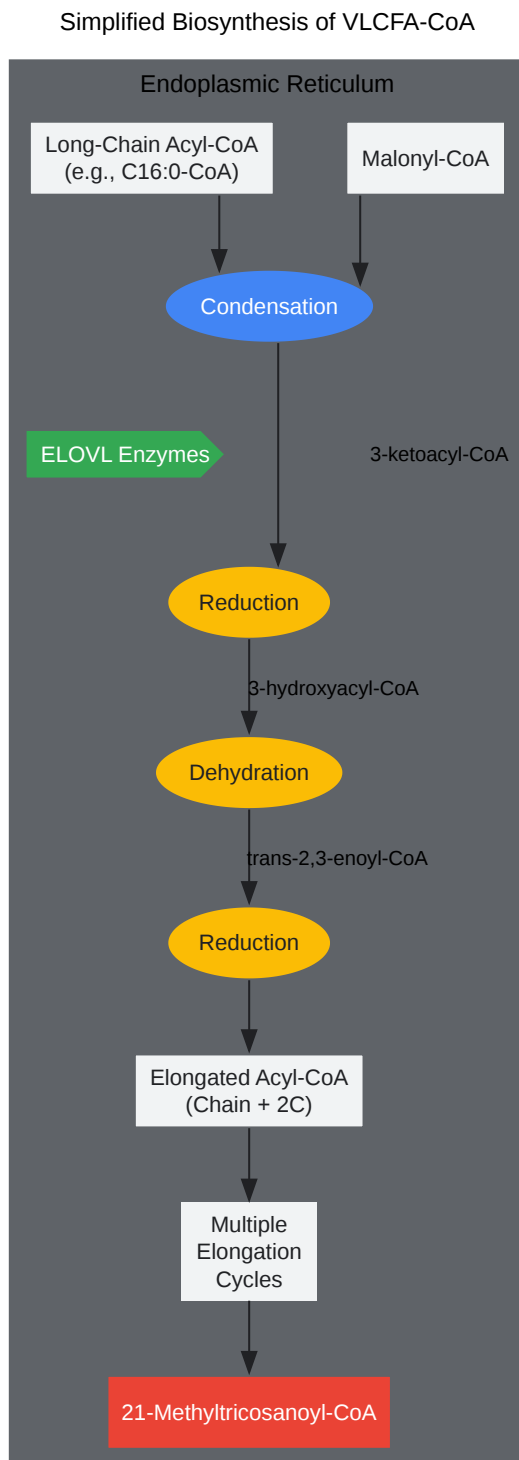 Simplified Biosynthesis of VLCFA-CoA
Endoplasmic Reticulum
Long-Chain Acyl-CoA
(e.g., C16:0-CoA)
Malonyl-CoA
Condensation
ELOVL Enzymes
3-ketoacyl-CoA
Reduction
3-hydroxyacyl-CoA
Dehydration
trans-2,3-enoyl-CoA
Reduction
Elongated Acyl-CoA
(Chain + 2C)
Multiple
Elongation
Cycles
21-Methyltricosanoyl-CoA